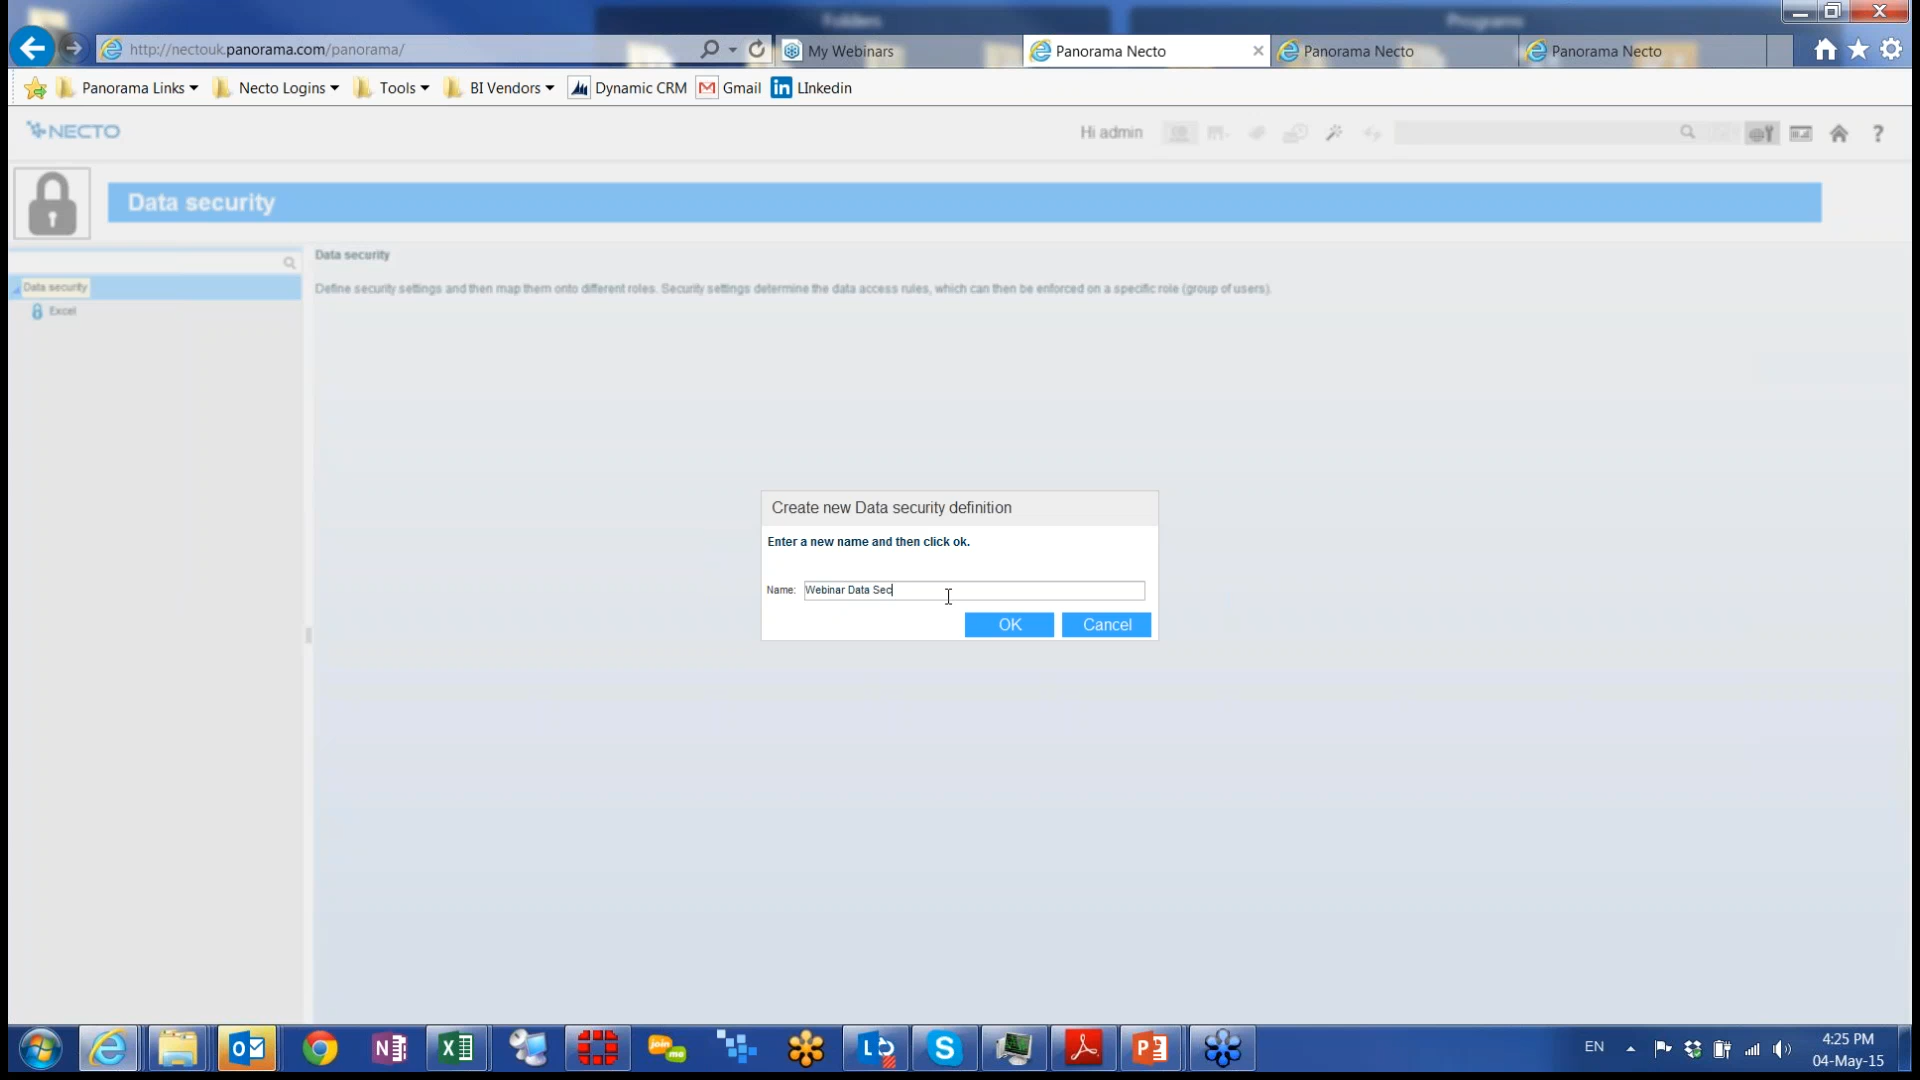 Folders
Programs
http://nectouk.panorama.com/panorama/
My Webinars
Panorama Necto
Panorama Necto
Panorama Necto
Panorama Links
Necto Logins
Tools
BI Vendors
Dynamic CRM
Gmail
LInkedin
NECTO
Hi admin
Data security
Data security
Excel
Data security
Define security settings and then map them onto different roles. Security settings determine the data access rules, which can then be enforced on a specific role (group of users).
Create new Data security definition
Enter a new name and then click ok.
Name: Webinar Data Sec
OK
Cancel
join me
EN
4:25 PM
04-May-15